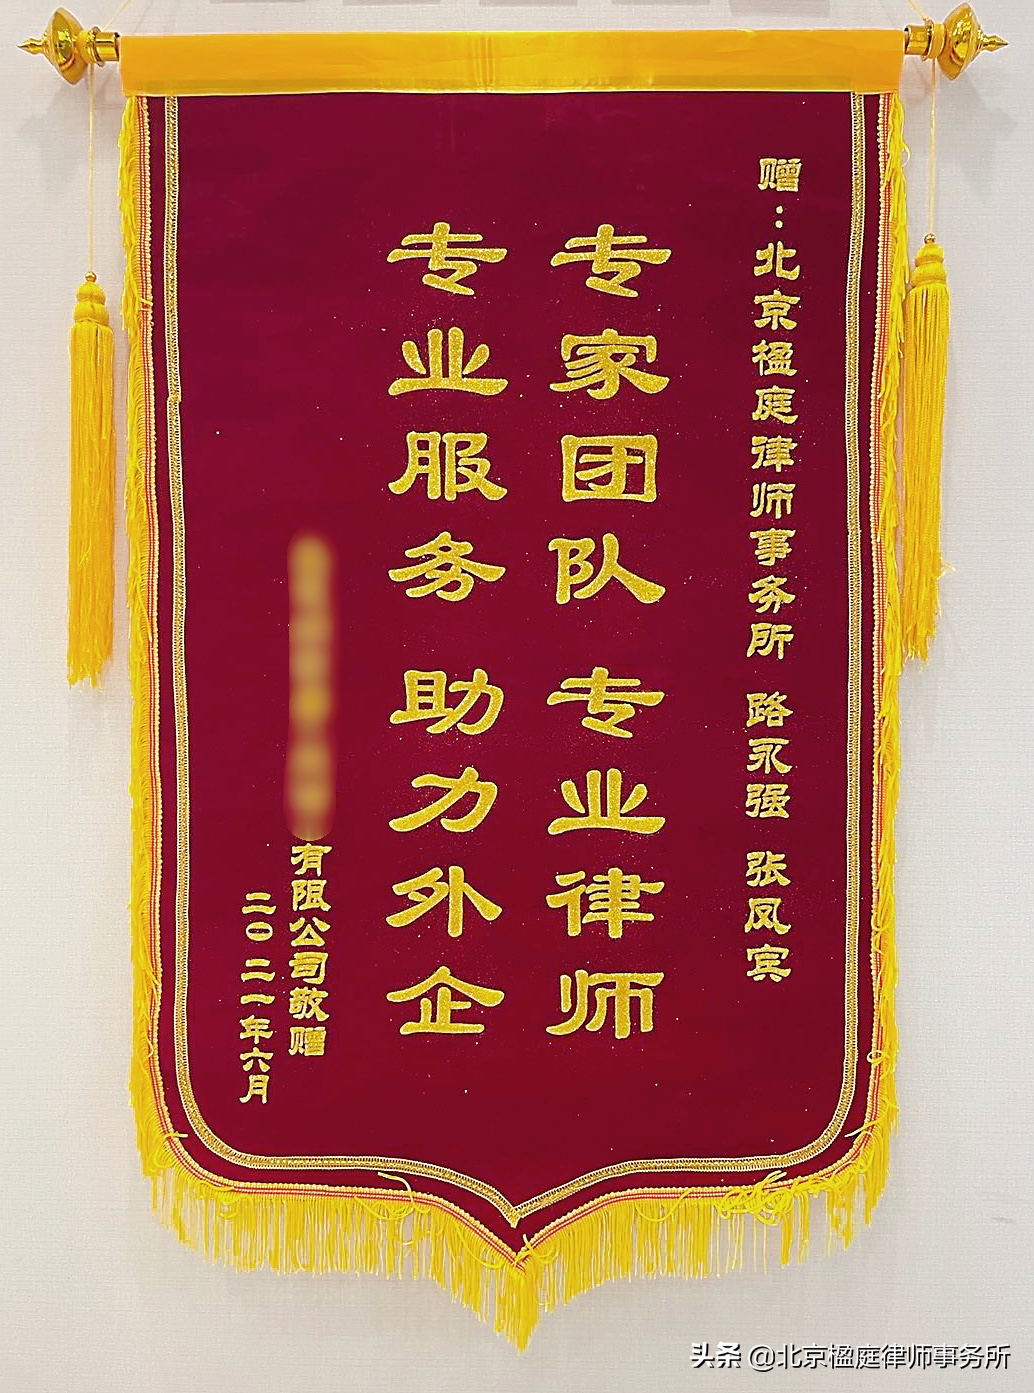 赠：北京楹庭律师事务所 路永强 张凤宾
专家团队 专业律师
专业服务 助力外企
有限公司敬赠
二〇二一年六月
头条 @北京楹庭律师事务所